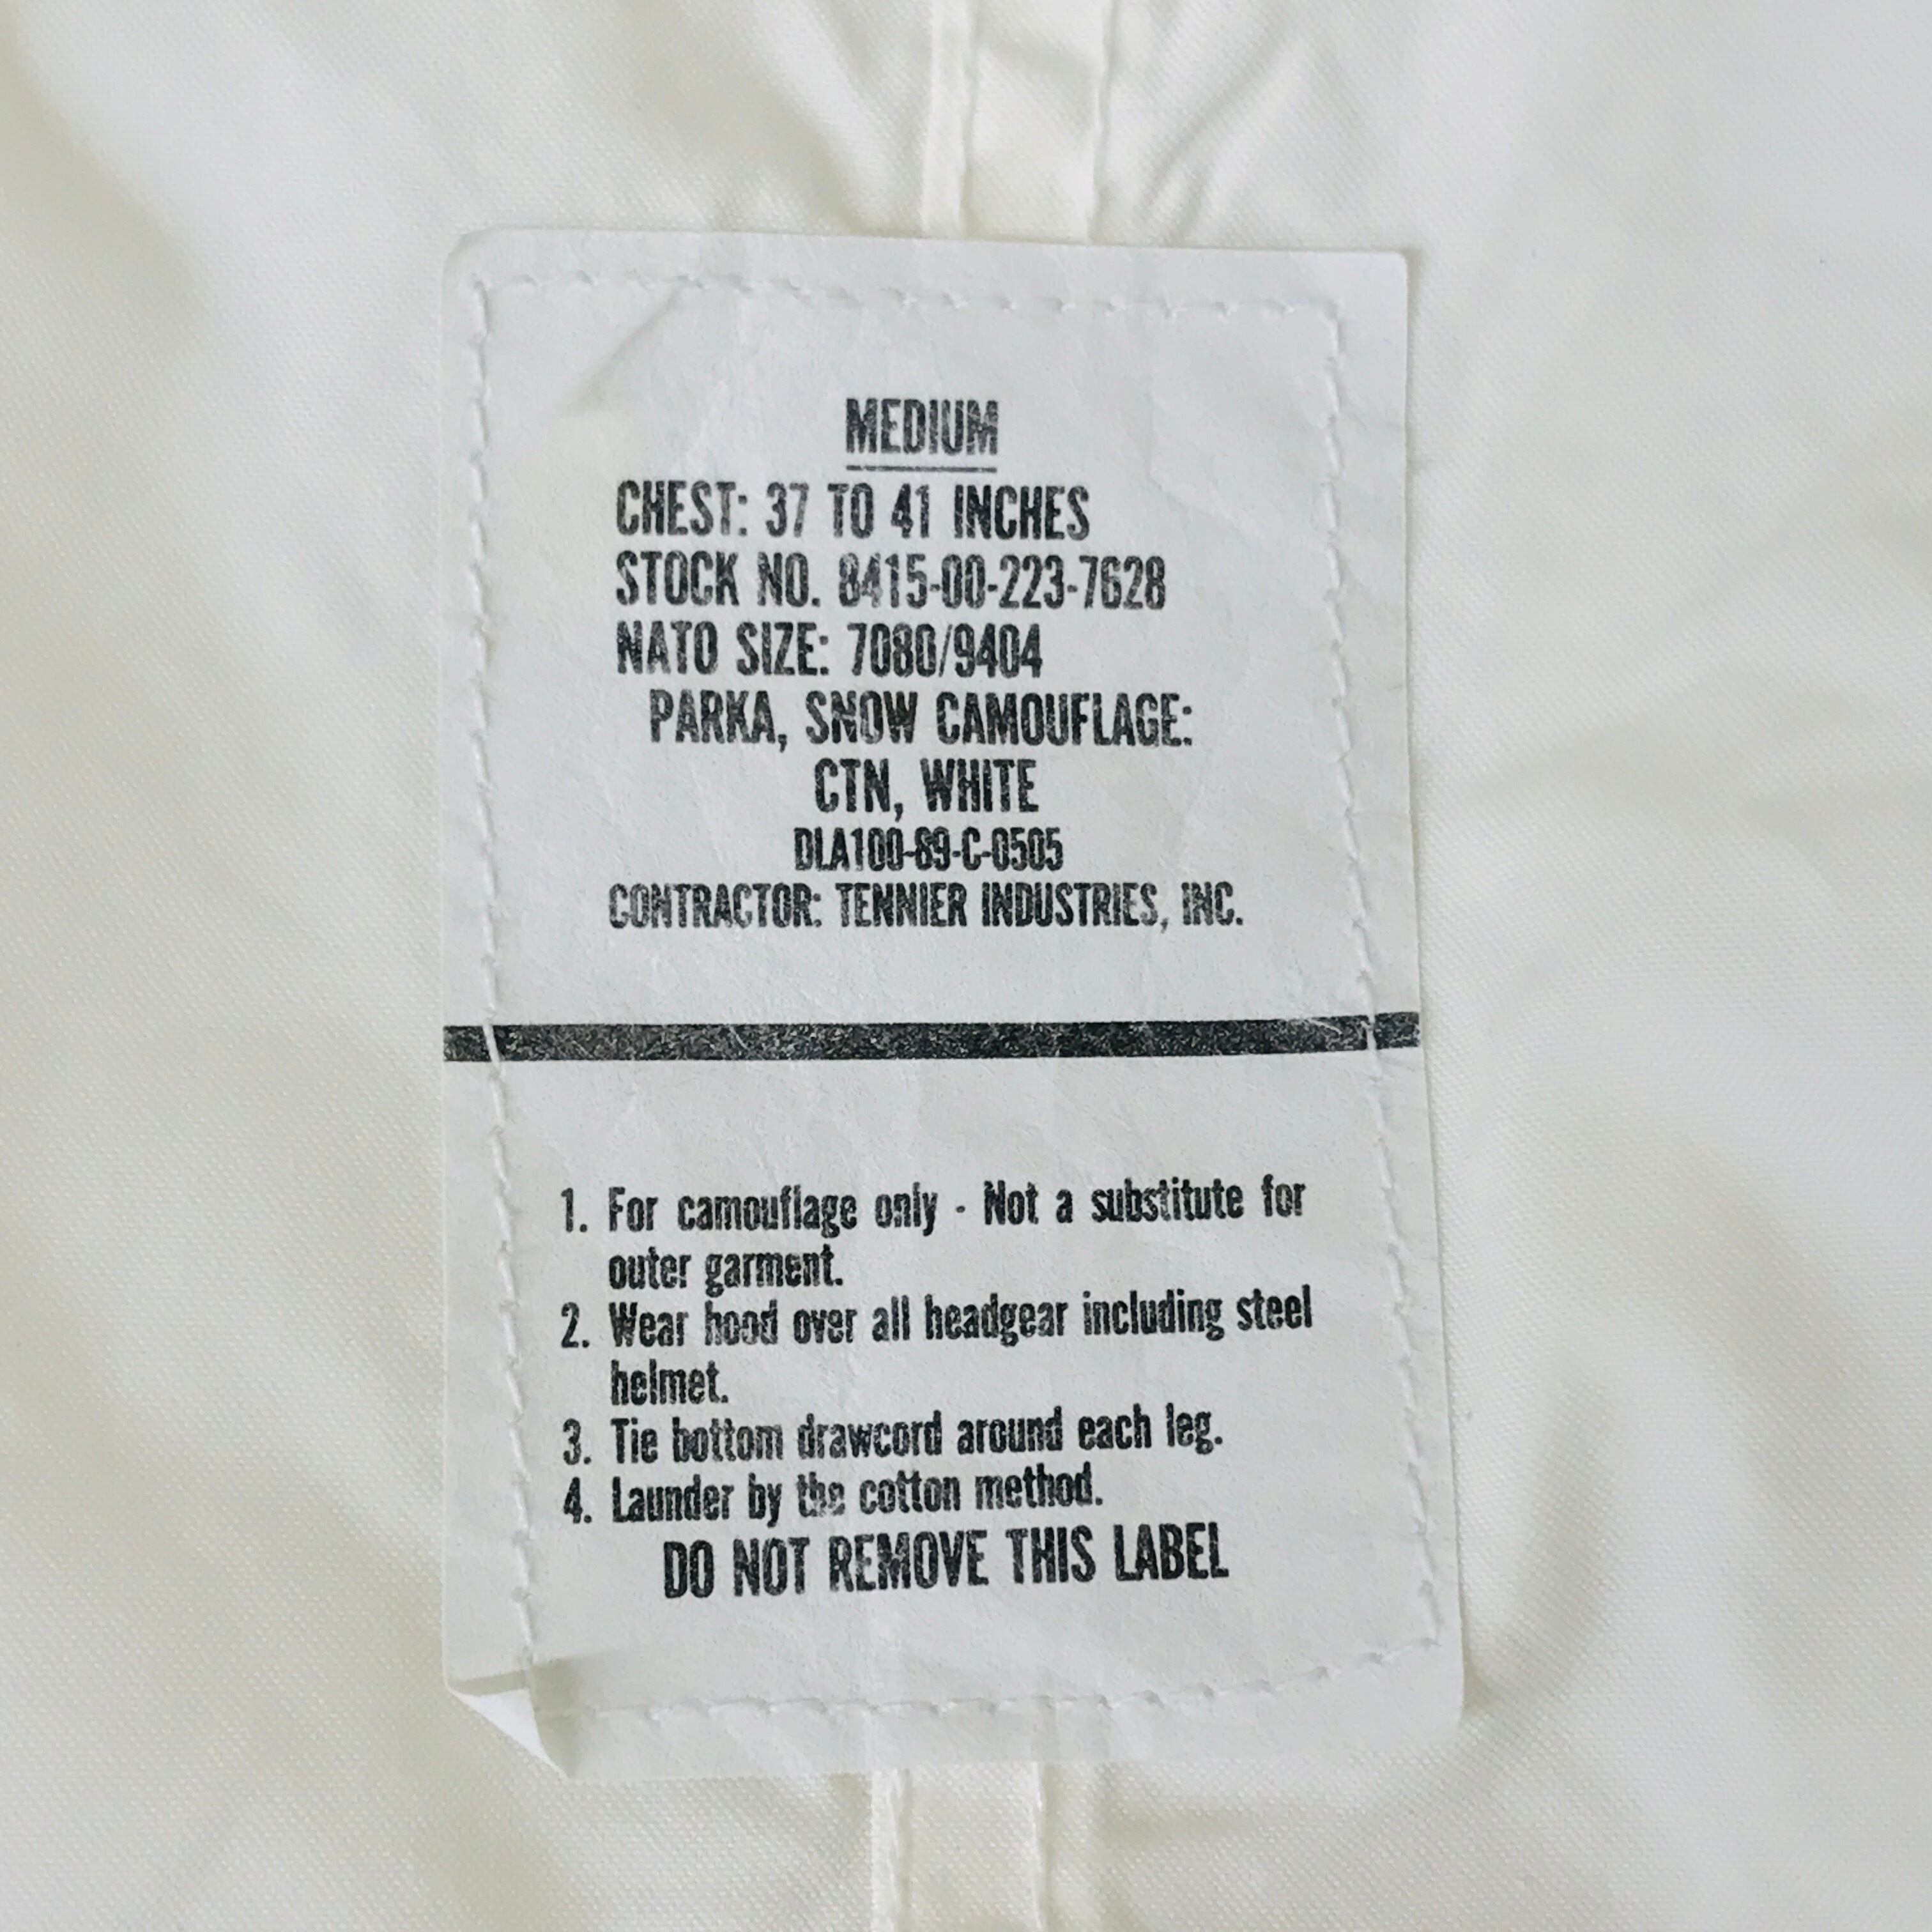 MEDIUM
CHEST: 37 TO 41 INCHES
STOCK NO. 8415-00-223-7628
NATO SIZE: 7080/9404
PARKA, SNOW CAMOUFLAGE:
CTN, WHITE
DLA100-89-C-0505
CONTRACTOR: TENNIER INDUSTRIES, INC.
1. For camouflage only - Not a substitute for
outer garment.
2. Wear hood over all headgear including steel
helmet.
3. Tie bottom drawcord around each leg.
4. Launder by the cotton method.
DO NOT REMOVE THIS LABEL